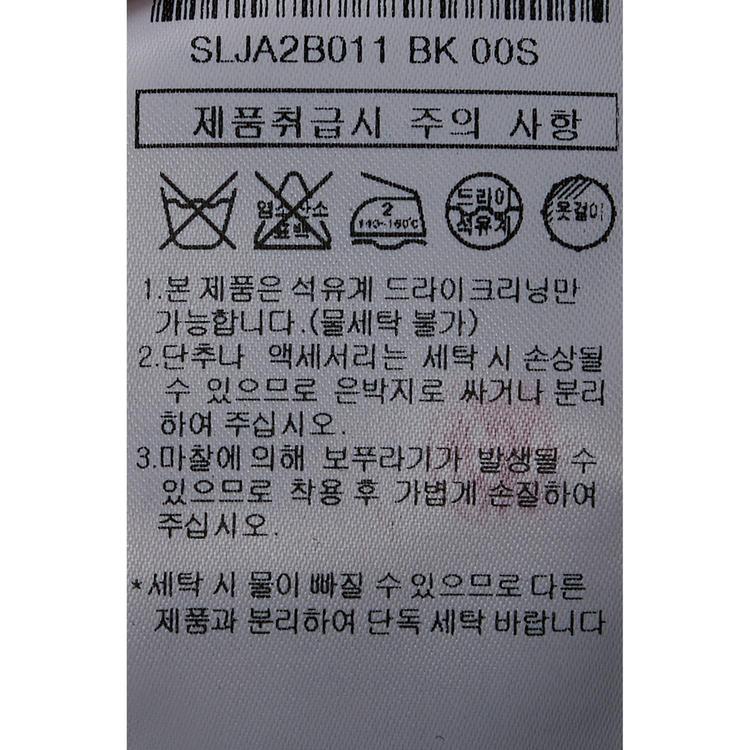 SLJA2B011 BK 00S
제품취급시 주의 사항
염소산소
표백
2
140~160℃
드라이
석유계
옷걸이
1.본 제품은 석유계 드라이크리닝만
가능합니다.(물세탁 불가)
2.단추나 액세서리는 세탁 시 손상될
수 있으므로 은박지로 싸거나 분리
하여 주십시오.
3.마찰에 의해 보푸라기가 발생될 수
있으므로 착용 후 가볍게 손질하여
주십시오.
*세탁 시 물이 빠질 수 있으므로 다른
제품과 분리하여 단독 세탁 바랍니다